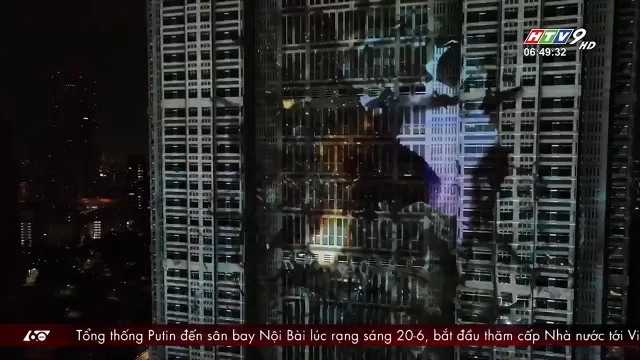 HTV9 HD
06:49:32
60
Tổng thống Putin đến sân bay Nội Bài lúc rạng sáng 20-6, bắt đầu thăm cấp Nhà nước tới Vi